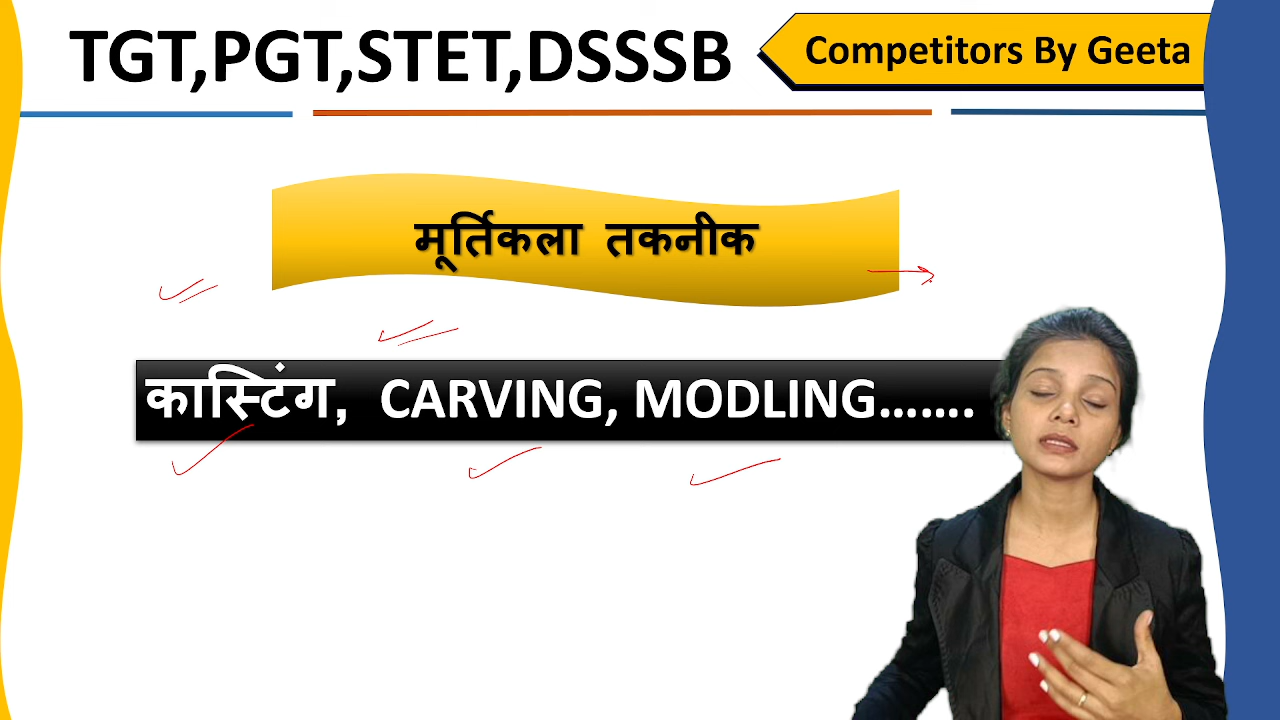 TGT,PGT,STET,DSSSB
Competitors By Geeta
मूर्तिकला तकनीक
कास्टिंग, CARVING, MODLING…….